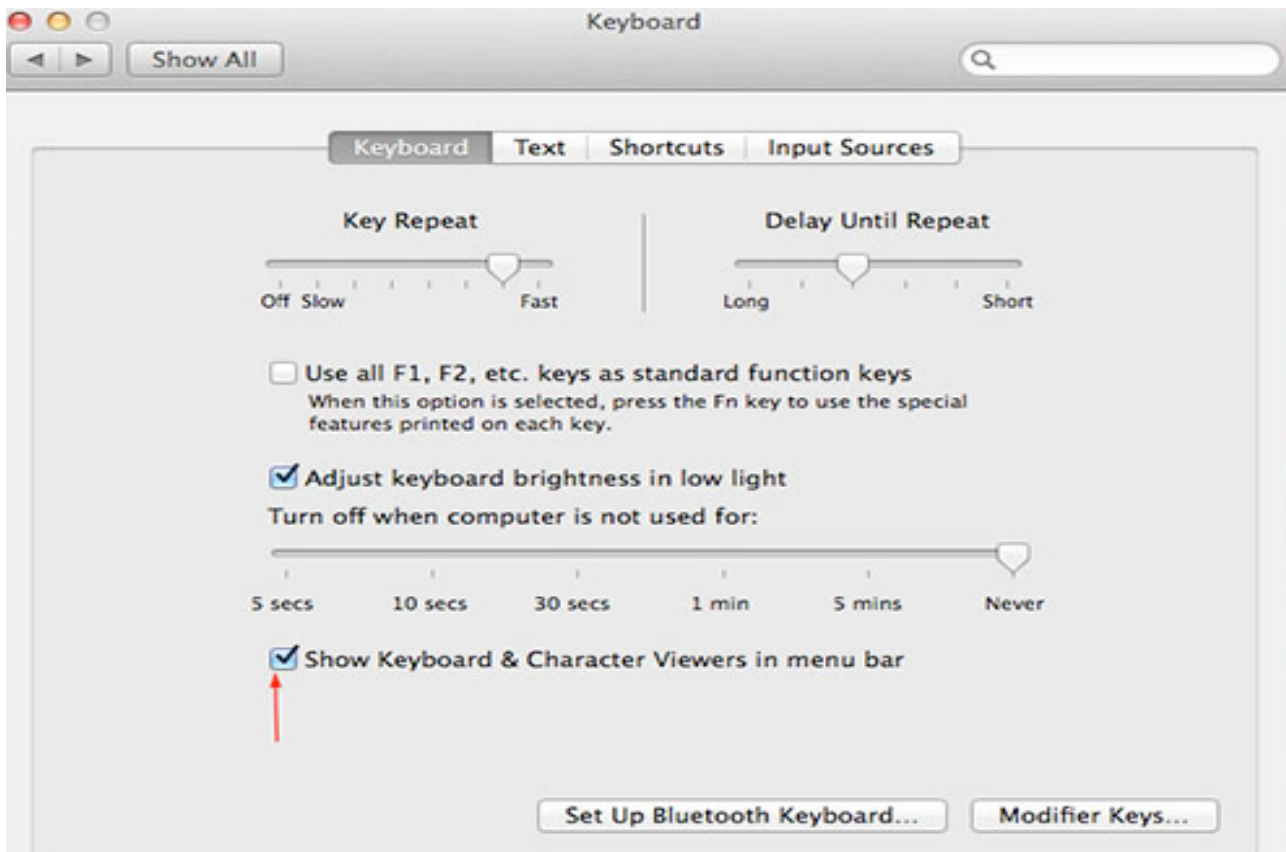 Keyboard
Show All
Keyboard Text Shortcuts Input Sources
Key Repeat Delay Until Repeat
Off Slow Fast Long Short
Use all F1, F2, etc. keys as standard function keys
When this option is selected, press the Fn key to use the special
features printed on each key.
Adjust keyboard brightness in low light
Turn off when computer is not used for:
5 secs 10 secs 30 secs 1 min 5 mins Never
Show Keyboard & Character Viewers in menu bar
Set Up Bluetooth Keyboard... Modifier Keys...